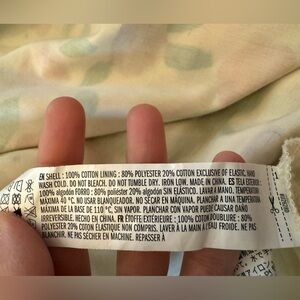 EN SHELL : 100% COTTON LINING : 80% POLYESTER 20% COTTON EXCLUSIVE OF ELASTIC. HAND
WASH COLD. DO NOT BLEACH. DO NOT TUMBLE DRY. IRON LOW. MADE IN CHINA. ES TELA EXTERIOR :
100% ALGODÓN FORRO : 80% POLIÉSTER 20% ALGODÓN SIN ELÁSTICO. LAVAR A MANO. TEMPERATURA
MÁXIMA 40 °C. NO USAR BLANQUEADOR. NO SECAR EN MÁQUINA. PLANCHAR A UNA TEMPERATURA
MÁXIMA DE LA BASE DE 110 °C, SIN VAPOR. PLANCHAR CON VAPOR PUEDE CAUSAR DAÑO
IRREVERSIBLE. HECHO EN CHINA. FR ÉTOFFE EXTÉRIEURE : 100% COTON DOUBLURE : 80%
POLYESTER 20% COTON ELASTIQUE NON COMPRIS. LAVER À LA MAIN À L'EAU FROIDE. NE PAS
BLANCHIR. NE PAS SÉCHER EN MACHINE. REPASSER À